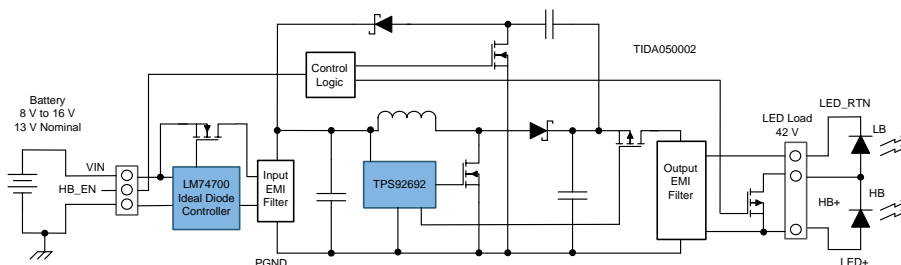 TIDA050002
Control
Logic
Battery
8 V to 16 V
13 V Nominal
VIN
HB_EN
LM74700
Ideal Diode
Controller
Input
EMI
Filter
TPS92692
PGND
Output
EMI
Filter
LED Load
42 V
LED_RTN
LB
HB
HB+
LED+